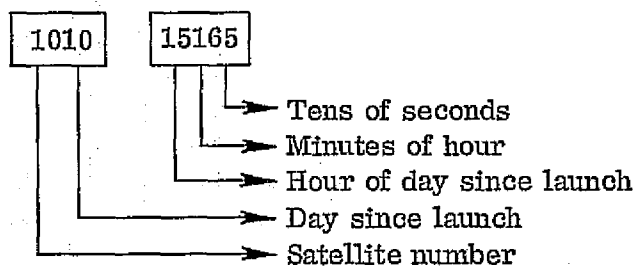 1010 15165
Tens of seconds
Minutes of hour
Hour of day since launch
Day since launch
Satellite number